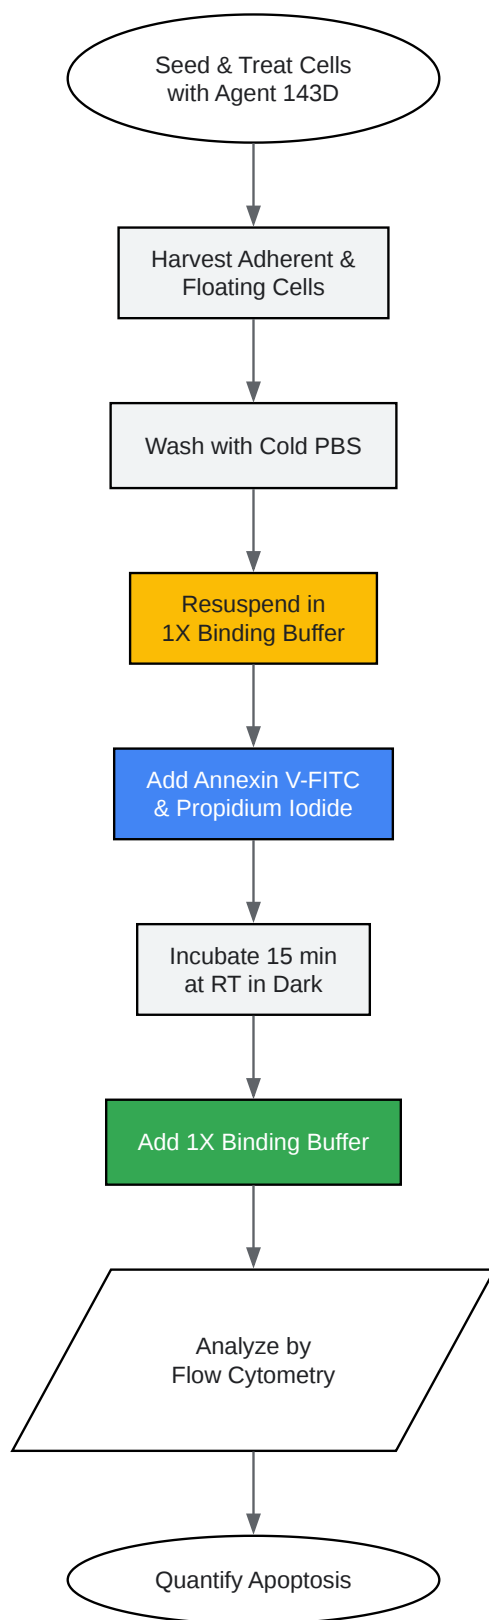 Seed & Treat Cells
with Agent 143D
Harvest Adherent &
Floating Cells
Wash with Cold PBS
Resuspend in
1X Binding Buffer
Add Annexin V-FITC
& Propidium Iodide
Incubate 15 min
at RT in Dark
Add 1X Binding Buffer
Analyze by
Flow Cytometry
Quantify Apoptosis